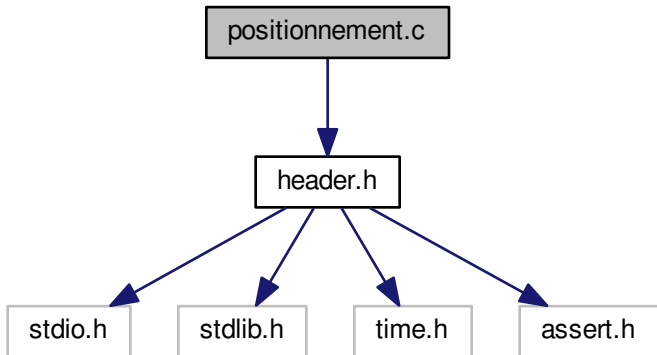 positionnement.c
header.h
stdio.h
stdlib.h
time.h
assert.h